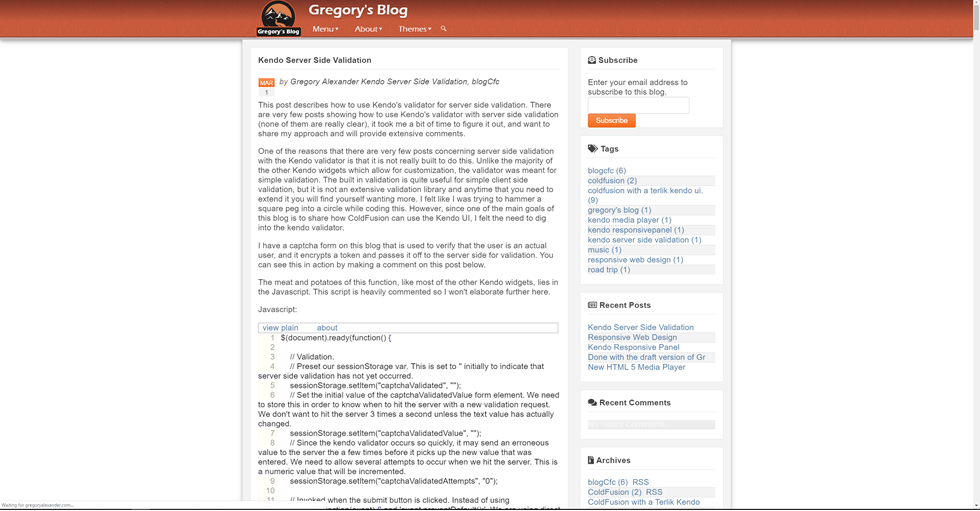 Gregory's Blog
Gregory's Blog
Menu
About
Themes
Kendo Server Side Validation
MAR
1
by Gregory Alexander Kendo Server Side Validation, blogCfc
This post describes how to use Kendo's validator for server side validation. There
are very few posts showing how to use Kendo's validator with server side validation
(none of them are really clear), it took me a bit of time to figure it out, and want to
share my approach and will provide extensive comments.
One of the reasons that there are very few posts concerning server side validation
with the Kendo validator is that it is not really built to do this. Unlike the majority of
the other Kendo widgets which allow for customization, the validator was meant for
simple validation. The built in validation is quite useful for simple client side
validation, but it is not an extensive validation library and anytime that you need to
extend it you will find yourself wanting more. I felt like I was trying to hammer a
square peg into a circle while coding this. However, since one of the main goals of
this blog is to share how ColdFusion can use the Kendo UI, I felt the need to dig
into the kendo validator.
I have a captcha form on this blog that is used to verify that the user is an actual
user, and it encrypts a token and passes it off to the server side for validation. You
can see this in action by making a comment on this post below.
The meat and potatoes of this function, like most of the other Kendo widgets, lies in
the Javascript. This script is heavily commented so I won't elaborate further here.
Javascript:
view plain about
1 $(document).ready(function() {
2
3 // Validation.
4 // Preset our sessionStorage var. This is set to '' initially to indicate that
server side validation has not yet occurred.
5 sessionStorage.setItem("captchaValidated", "");
6 // Set the initial value of the captchaValidatedValue form element. We need
to store this in order to know when to hit the server with a new validation request.
We don't want to hit the server 3 times a second unless the text value has actually
changed.
7 sessionStorage.setItem("captchaValidatedValue", "");
8 // Since the kendo validator occurs so quickly, it may send an erroneous
value to the server the a few times before it picks up the new value that was
entered. We need to allow several attempts to occur when we hit the server. This is
a numeric value that will be incremented.
9 sessionStorage.setItem("captchaValidatedAttempts", "0");
10
11 // Invoked when the submit button is clicked. Instead of using
Subscribe
Enter your email address to
subscribe to this blog.
Subscribe
Tags
blogcfc (6)
coldfusion (2)
coldfusion with a terlik kendo ui.
(9)
gregory's blog (1)
kendo media player (1)
kendo responsivepanel (1)
kendo server side validation (1)
music (1)
responsive web design (1)
road trip (1)
Recent Posts
Kendo Server Side Validation
Responsive Web Design
Kendo Responsive Panel
Done with the draft version of Gr
New HTML 5 Media Player
Recent Comments
Archives
blogCfc (6) RSS
ColdFusion (2) RSS
ColdFusion with a Terlik Kendo
Waiting for gregoryalexander.com...